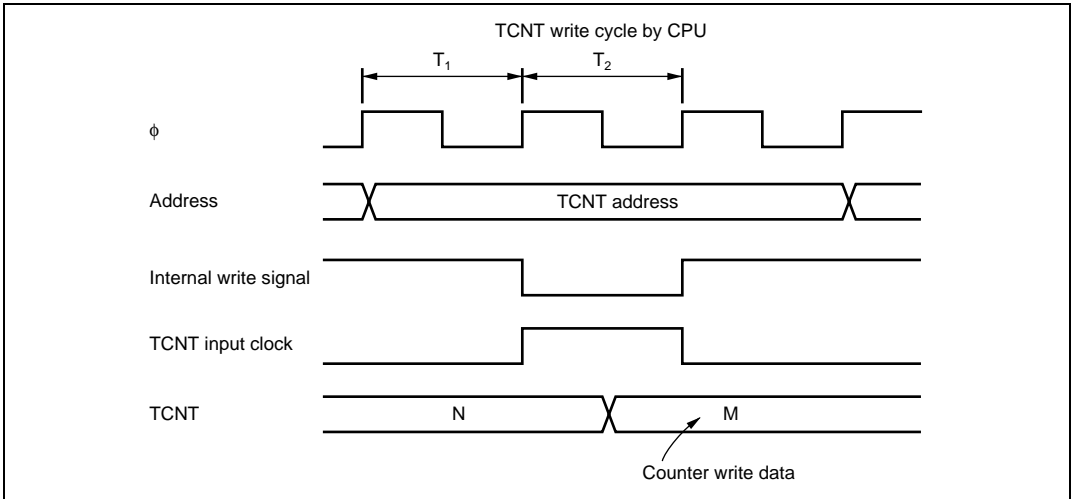 TCNT write cycle by CPU
T₁ T₂
ϕ
Address
TCNT address
Internal write signal
TCNT input clock
TCNT
N
M
Counter write data